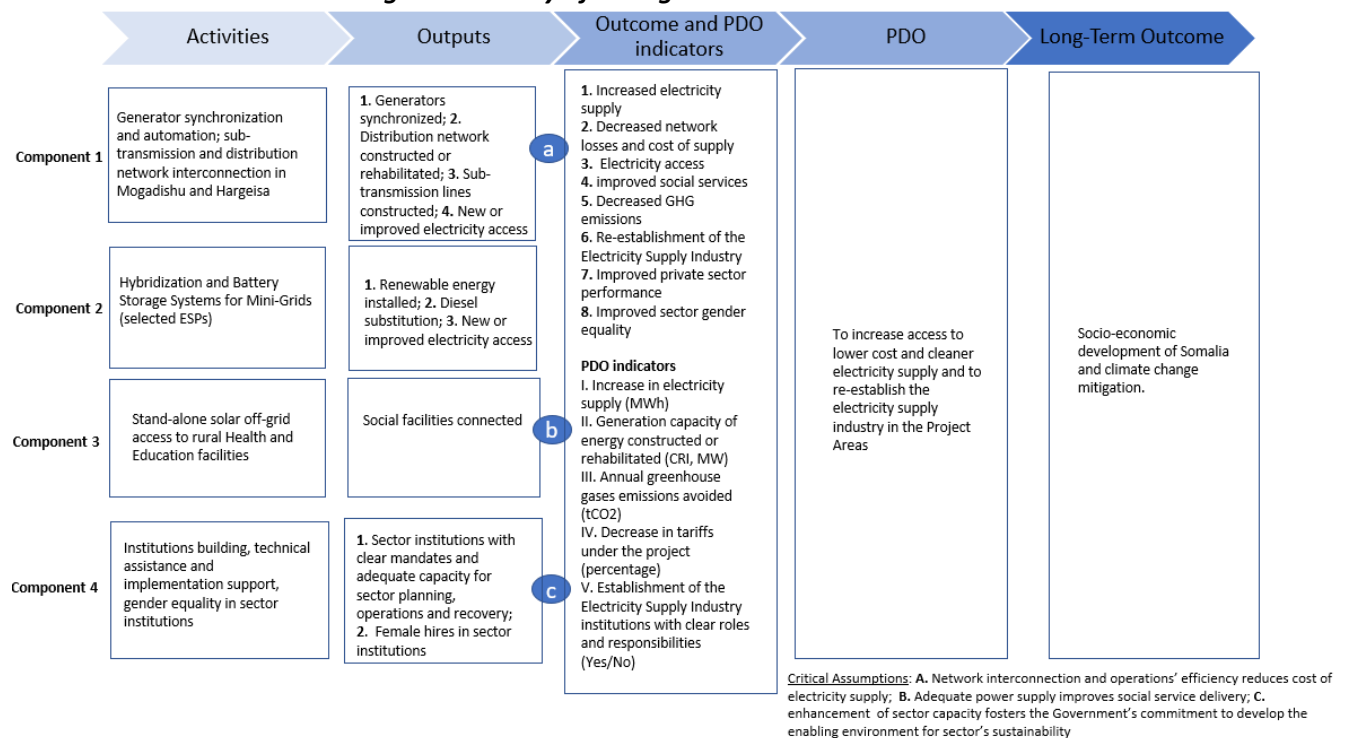 Activities
Outputs
Outcome and PDO
indicators
PDO
Long-Term Outcome
Component 1
Generator synchronization
and automation; sub-
transmission and distribution
network interconnection in
Mogadishu and Hargeisa
1. Generators
synchronized; 2.
Distribution network
constructed or
rehabilitated; 3. Sub-
transmission lines
constructed; 4. New or
improved electricity access
a
Component 2
Hybridization and Battery
Storage Systems for Mini-Grids
(selected ESPs)
1. Renewable energy
installed; 2. Diesel
substitution; 3. New or
improved electricity access
Component 3
Stand-alone solar off-grid
access to rural Health and
Education facilities
Social facilities connected
b
Component 4
Institutions building, technical
assistance and
implementation support,
gender equality in sector
institutions
1. Sector institutions with
clear mandates and
adequate capacity for
sector planning,
operations and recovery;
2. Female hires in sector
institutions
c
1. Increased electricity
supply
2. Decreased network
losses and cost of supply
3. Electricity access
4. improved social services
5. Decreased GHG
emissions
6. Re-establishment of the
Electricity Supply Industry
7. Improved private sector
performance
8. Improved sector gender
equality
PDO indicators
I. Increase in electricity
supply (MWh)
II. Generation capacity of
energy constructed or
rehabilitated (CRI, MW)
III. Annual greenhouse
gases emissions avoided
(tCO2)
IV. Decrease in tariffs
under the project
(percentage)
V. Establishment of the
Electricity Supply Industry
institutions with clear roles
and responsibilities
(Yes/No)
To increase access to
lower cost and cleaner
electricity supply and to
re-establish the
electricity supply
industry in the Project
Areas
Socio-economic
development of Somalia
and climate change
mitigation.
Critical Assumptions: A. Network interconnection and operations' efficiency reduces cost of
electricity supply; B. Adequate power supply improves social service delivery; C.
enhancement of sector capacity fosters the Government's commitment to develop the
enabling environment for sector's sustainability